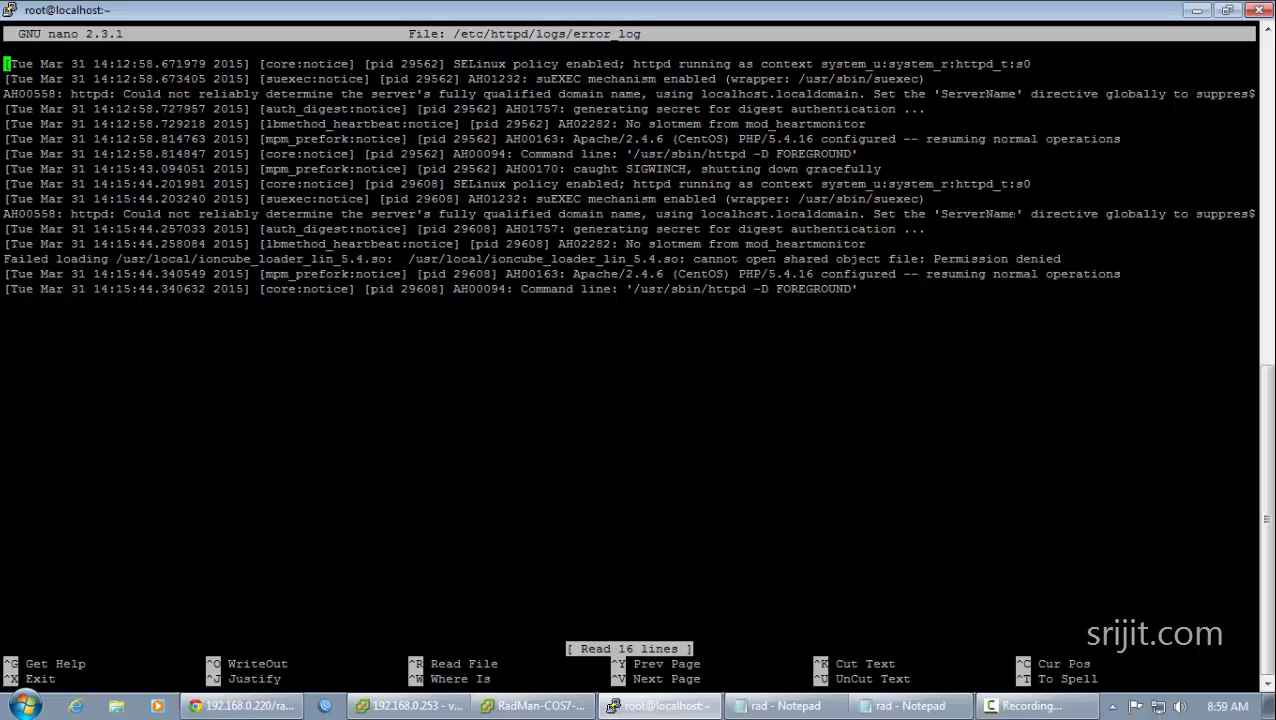 root@localhost:~
GNU nano 2.3.1 File: /etc/httpd/logs/error_log
[Tue Mar 31 14:12:58.671979 2015] [core:notice] [pid 29562] SELinux policy enabled; httpd running as context system_u:system_r:httpd_t:s0
[Tue Mar 31 14:12:58.673405 2015] [suexec:notice] [pid 29562] AH01232: suEXEC mechanism enabled (wrapper: /usr/sbin/suexec)
AH00558: httpd: Could not reliably determine the server's fully qualified domain name, using localhost.localdomain. Set the 'ServerName' directive globally to suppres$
[Tue Mar 31 14:12:58.727957 2015] [auth_digest:notice] [pid 29562] AH01757: generating secret for digest authentication ...
[Tue Mar 31 14:12:58.729218 2015] [lbmethod_heartbeat:notice] [pid 29562] AH02282: No slotmem from mod_heartmonitor
[Tue Mar 31 14:12:58.814763 2015] [mpm_prefork:notice] [pid 29562] AH00163: Apache/2.4.6 (CentOS) PHP/5.4.16 configured -- resuming normal operations
[Tue Mar 31 14:12:58.814847 2015] [core:notice] [pid 29562] AH00094: Command line: '/usr/sbin/httpd -D FOREGROUND'
[Tue Mar 31 14:15:43.094051 2015] [mpm_prefork:notice] [pid 29562] AH00170: caught SIGWINCH, shutting down gracefully
[Tue Mar 31 14:15:44.201981 2015] [core:notice] [pid 29608] SELinux policy enabled; httpd running as context system_u:system_r:httpd_t:s0
[Tue Mar 31 14:15:44.203240 2015] [suexec:notice] [pid 29608] AH01232: suEXEC mechanism enabled (wrapper: /usr/sbin/suexec)
AH00558: httpd: Could not reliably determine the server's fully qualified domain name, using localhost.localdomain. Set the 'ServerName' directive globally to suppres$
[Tue Mar 31 14:15:44.257033 2015] [auth_digest:notice] [pid 29608] AH01757: generating secret for digest authentication ...
[Tue Mar 31 14:15:44.258084 2015] [lbmethod_heartbeat:notice] [pid 29608] AH02282: No slotmem from mod_heartmonitor
Failed loading /usr/local/ioncube_loader_lin_5.4.so:  /usr/local/ioncube_loader_lin_5.4.so: cannot open shared object file: Permission denied
[Tue Mar 31 14:15:44.340549 2015] [mpm_prefork:notice] [pid 29608] AH00163: Apache/2.4.6 (CentOS) PHP/5.4.16 configured -- resuming normal operations
[Tue Mar 31 14:15:44.340632 2015] [core:notice] [pid 29608] AH00094: Command line: '/usr/sbin/httpd -D FOREGROUND'
srijit.com
[ Read 16 lines ]
^G Get Help ^O WriteOut ^R Read File ^Y Prev Page ^K Cut Text ^C Cur Pos
^X Exit ^J Justify ^W Where Is ^V Next Page ^U UnCut Text ^T To Spell
192.168.0.220/ra... 192.168.0.253 - v... RadMan-COS7-... root@localhost:~ rad - Notepad rad - Notepad Recording... 8:59 AM